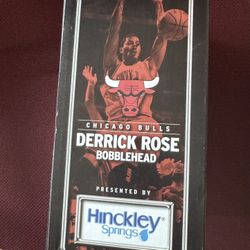 CHICAGO BULLS
DERRICK ROSE
BOBBLEHEAD
PRESENTED BY
Hinckley
Springs